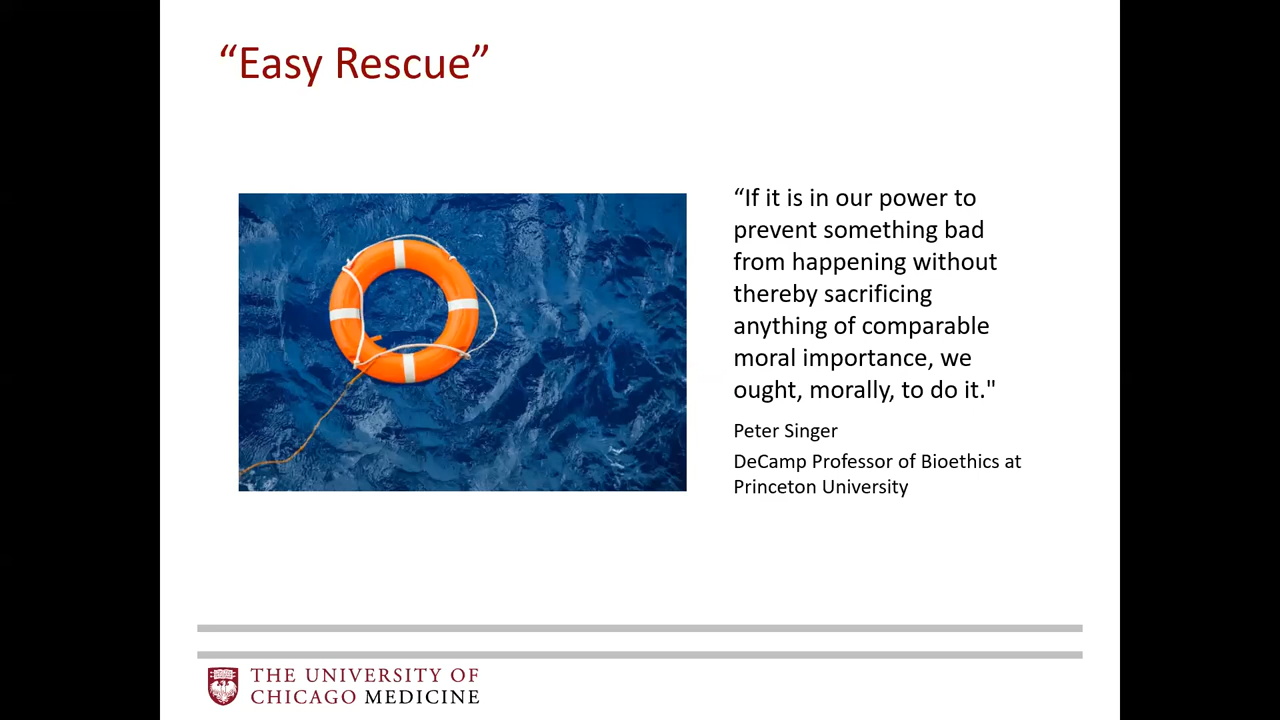 “Easy Rescue”
“If it is in our power to
prevent something bad
from happening without
thereby sacrificing
anything of comparable
moral importance, we
ought, morally, to do it."
Peter Singer
DeCamp Professor of Bioethics at
Princeton University
THE UNIVERSITY OF
CHICAGO MEDICINE